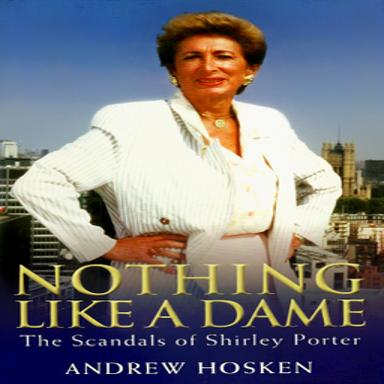 NOTHING
LIKE A DAME
The Scandals of Shirley Porter
ANDREW HOSKEN